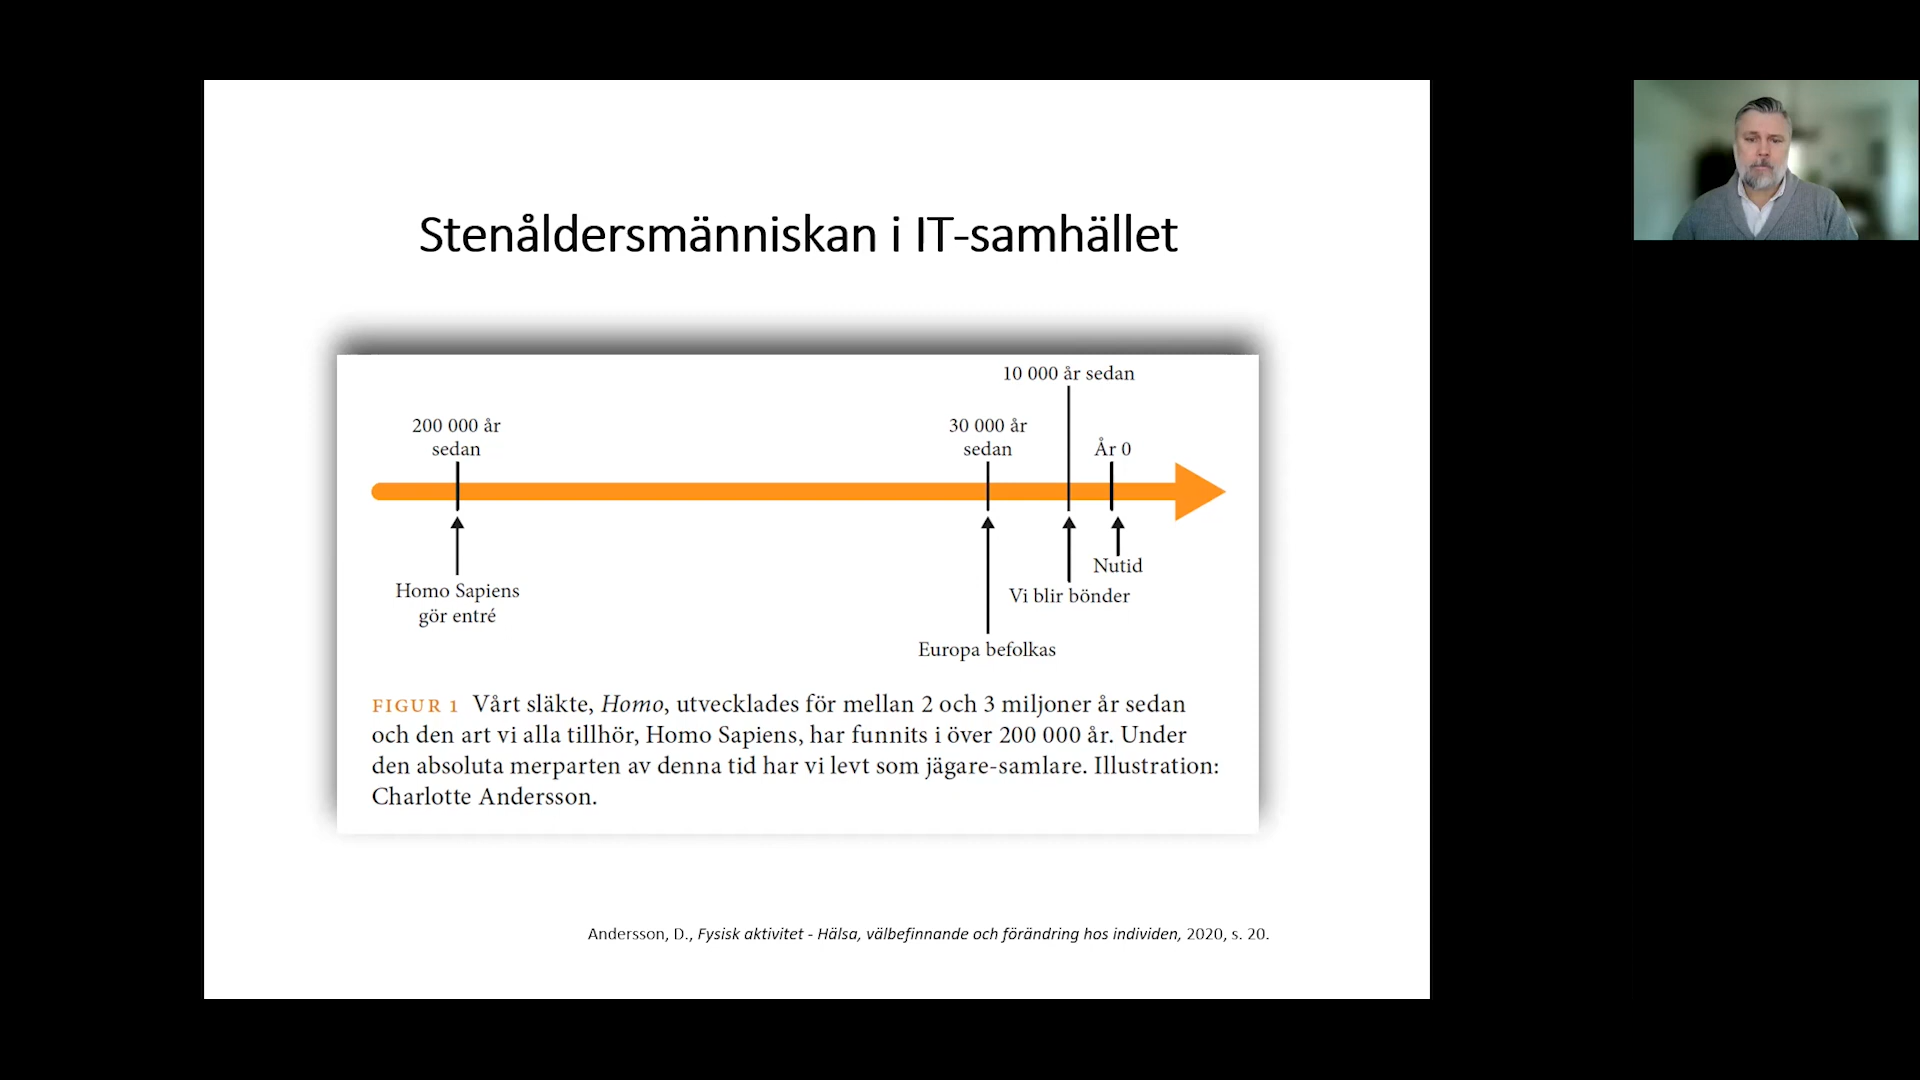 Stenåldersmänniskan i IT-samhället
10 000 år sedan
200 000 år
sedan
30 000 år
sedan
År 0
Nutid
Homo Sapiens
gör entré
Vi blir bönder
Europa befolkas
FIGUR 1 Vårt släkte, Homo, utvecklades för mellan 2 och 3 miljoner år sedan
och den art vi alla tillhör, Homo Sapiens, har funnits i över 200 000 år. Under
den absoluta merparten av denna tid har vi levt som jägare-samlare. Illustration:
Charlotte Andersson.
Andersson, D., Fysisk aktivitet - Hälsa, välbefinnande och förändring hos individen, 2020, s. 20.